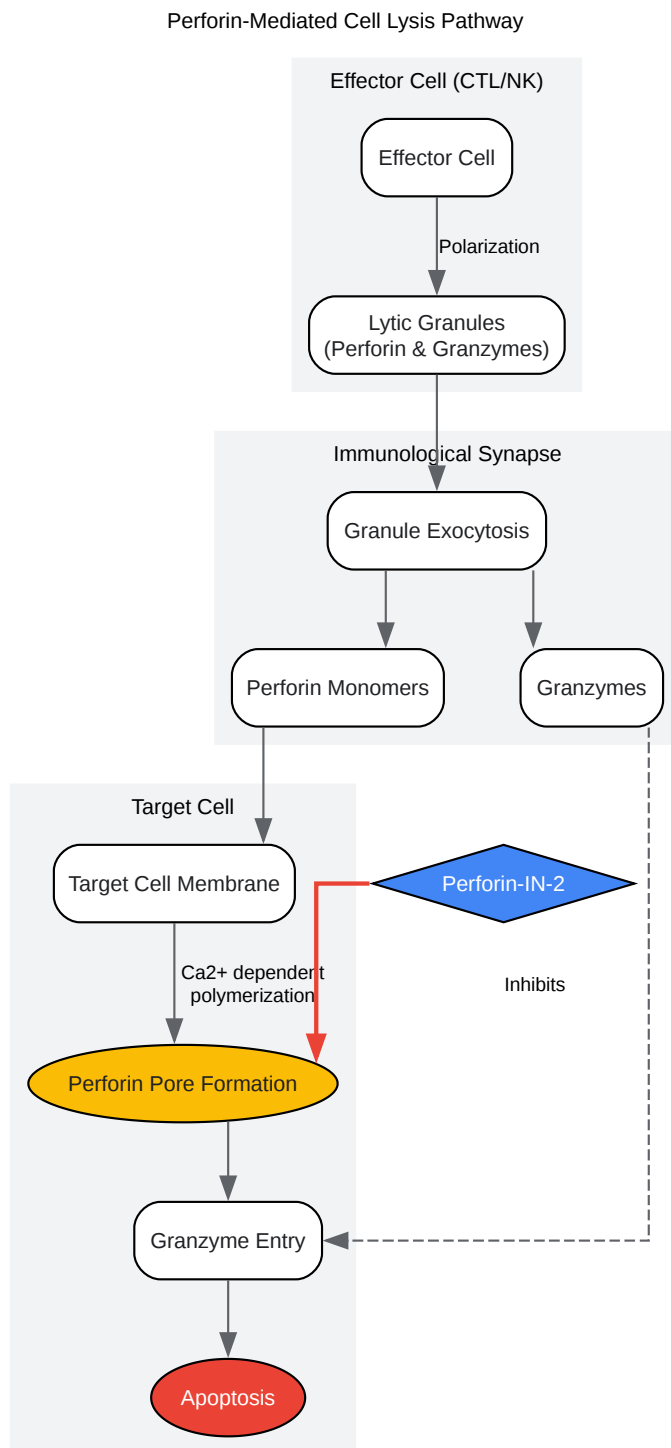 Perforin-Mediated Cell Lysis Pathway
Effector Cell (CTL/NK)
Effector Cell
Polarization
Lytic Granules
(Perforin & Granzymes)
Immunological Synapse
Granule Exocytosis
Perforin Monomers
Granzymes
Target Cell
Target Cell Membrane
Perforin-IN-2
Ca2+ dependent
polymerization
Inhibits
Perforin Pore Formation
Granzyme Entry
Apoptosis